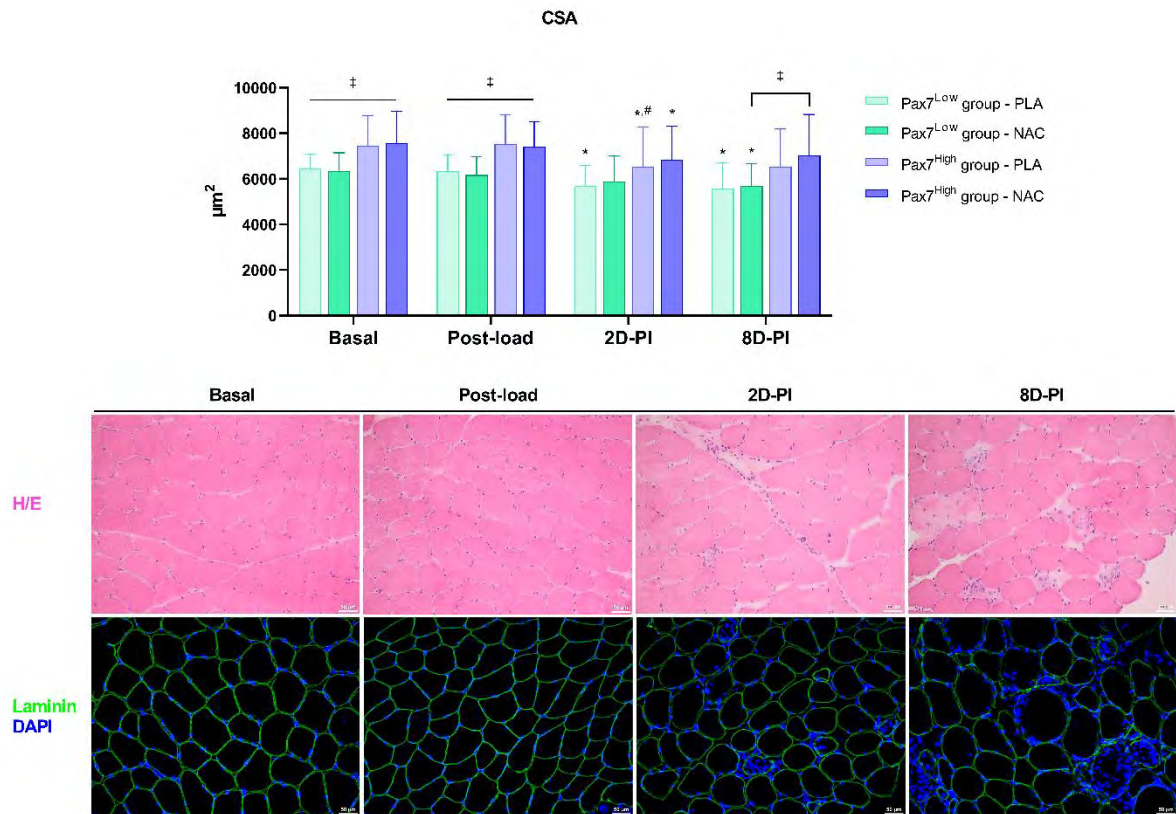 CSA
‡
‡
‡
*,#
*
*
*
*
10000
8000
6000
4000
2000
0
µm²
Basal
Post-load
2D-PI
8D-PI
Pax7Low group - PLA
Pax7Low group - NAC
Pax7High group - PLA
Pax7High group - NAC
Basal
Post-load
2D-PI
8D-PI
H/E
Laminin
DAPI
50 µm
50 µm
50 µm
50 µm